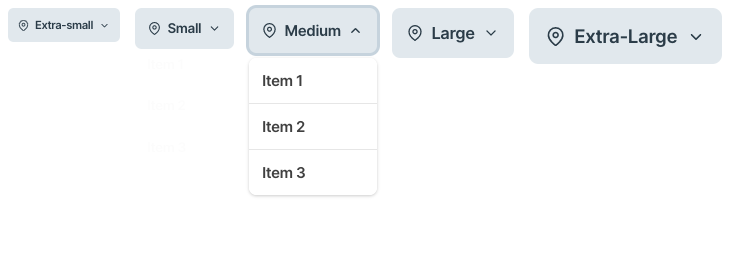 Extra-small
Small
Medium
Large
Extra-Large
Item 1
Item 2
Item 3